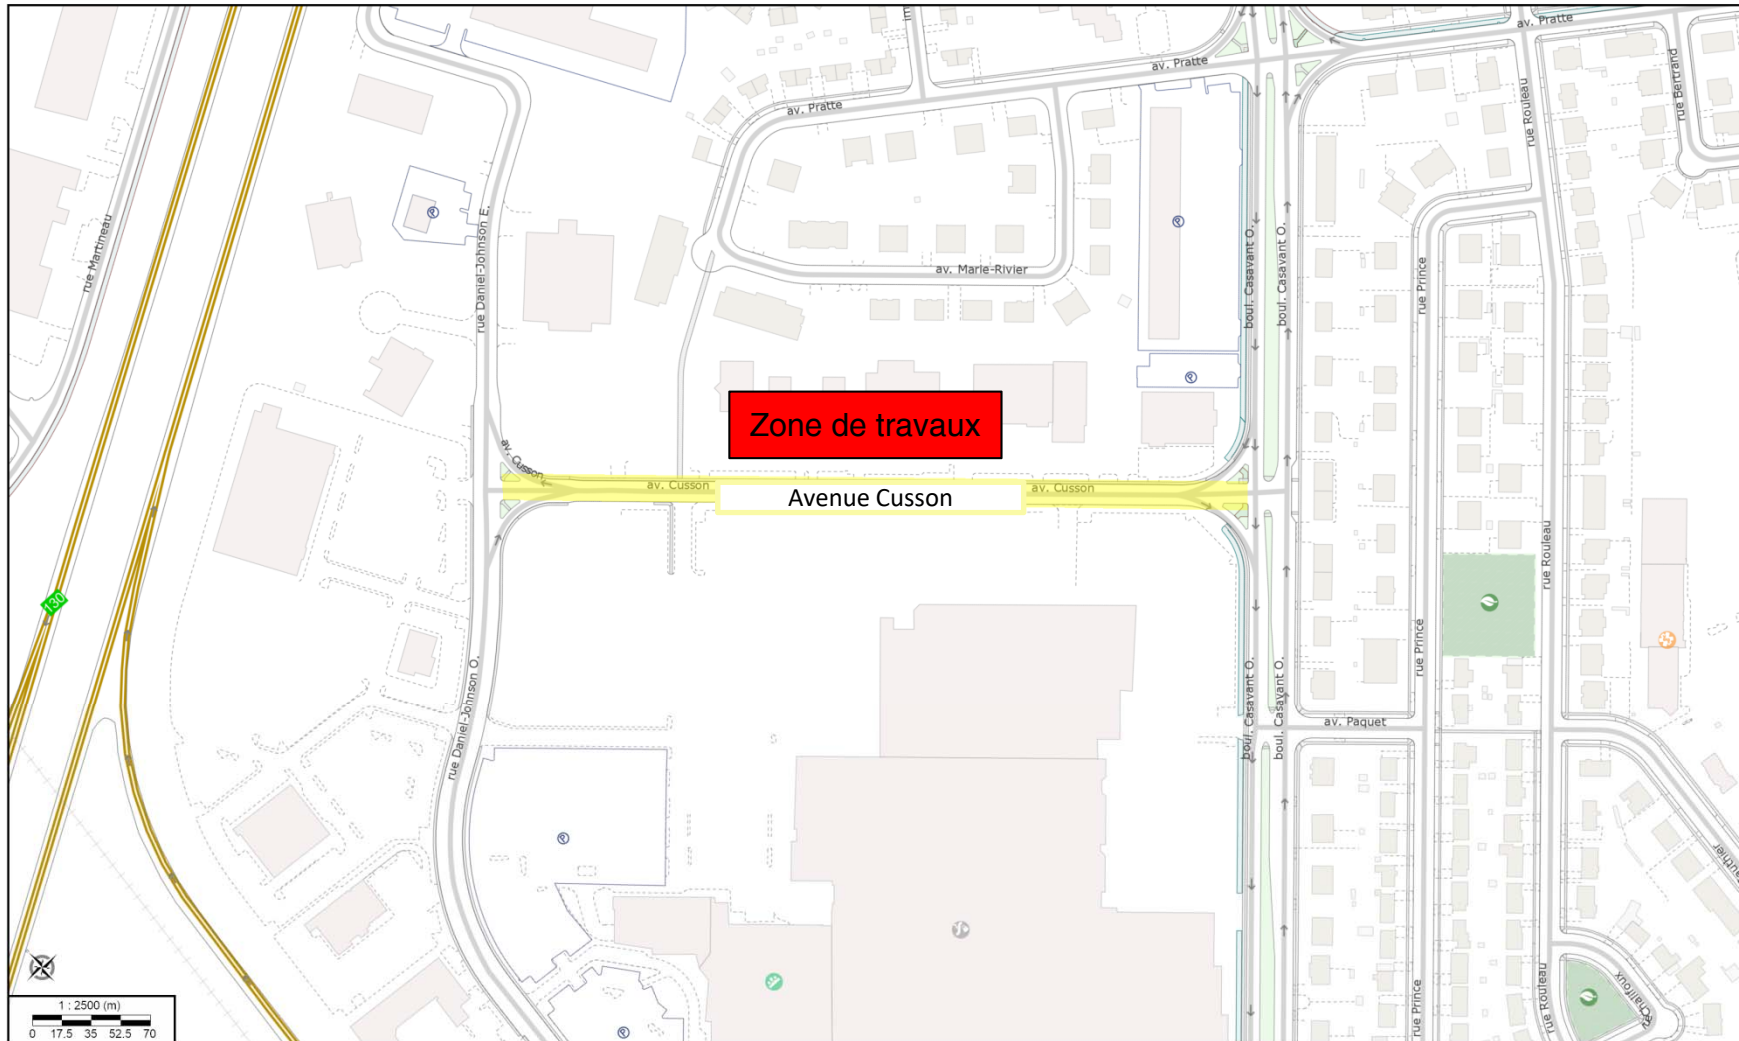 av. Pratte
av. Pratte
av. Pratte
rue Bertrand
rue Rouleau
rue Martineau
rue Daniel-Johnson E.
boul. Casavant O.
boul. Casavant O.
rue Prince
av. Marie-Rivier
Zone de travaux
av. Cusson
av. Cusson
av. Cusson
Avenue Cusson
rue Rouleau
130
rue Prince
rue Daniel-Johnson O.
boul. Casavant O.
boul. Casavant O.
av. Paquet
rue Prince
rue Rouleau
1 : 2500 (m)
0 17.5 35 52.5 70